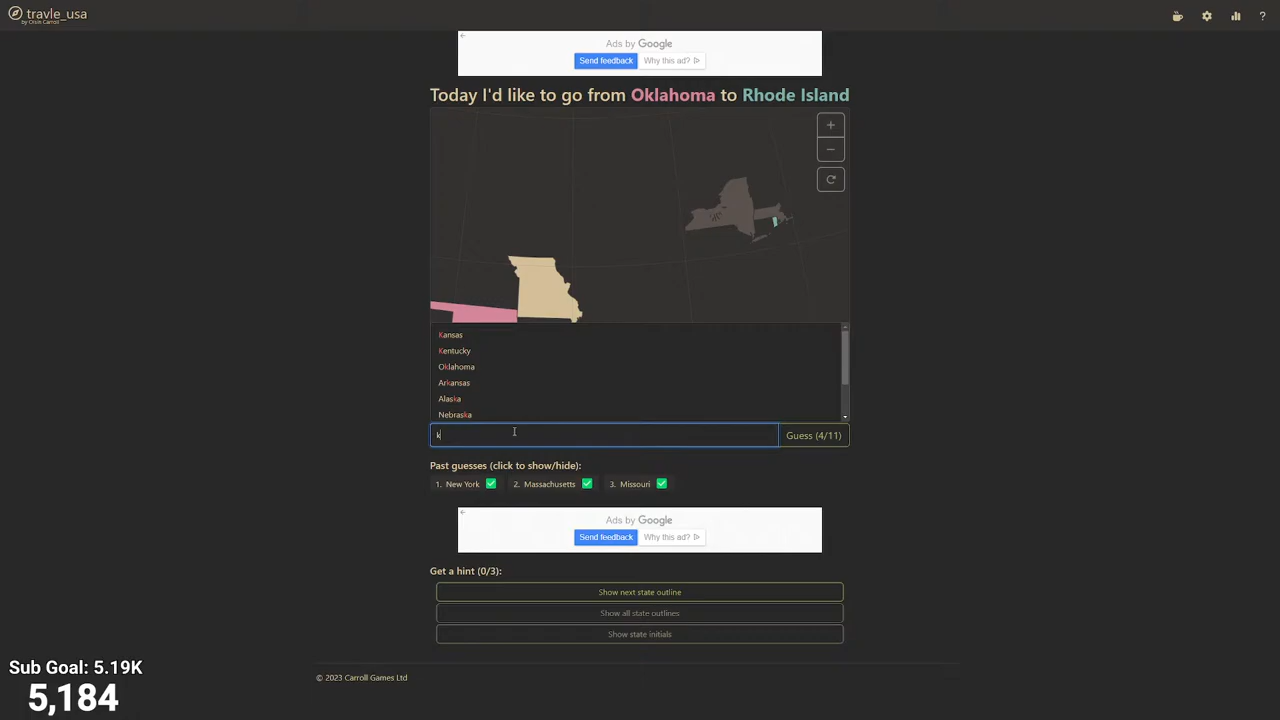 travle_usa
by Oisin Carroll
?
Ads by Google
Send feedback
Why this ad?
Today I'd like to go from Oklahoma to Rhode Island
+
−
Kansas
Kentucky
Oklahoma
Arkansas
Alaska
Nebraska
k
Guess (4/11)
Past guesses (click to show/hide):
1. New York
2. Massachusetts
3. Missouri
Ads by Google
Send feedback
Why this ad?
Get a hint (0/3):
Show next state outline
Show all state outlines
Show state initials
Sub Goal: 5.19K
5,184
© 2023 Carroll Games Ltd